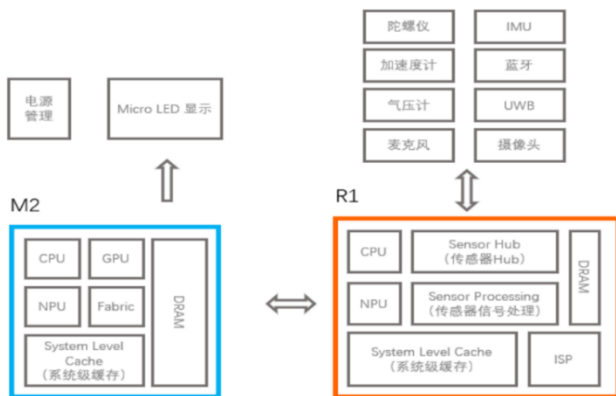 陀螺仪
IMU
加速度计
蓝牙
气压计
UWB
麦克风
摄像头
电源
管理
Micro LED 显示
M2
CPU
GPU
NPU
Fabric
DRAM
System Level
Cache
(系统级缓存)
R1
CPU
Sensor Hub
(传感器Hub)
NPU
Sensor Processing
(传感器信号处理)
DRAM
System Level Cache
(系统级缓存)
ISP